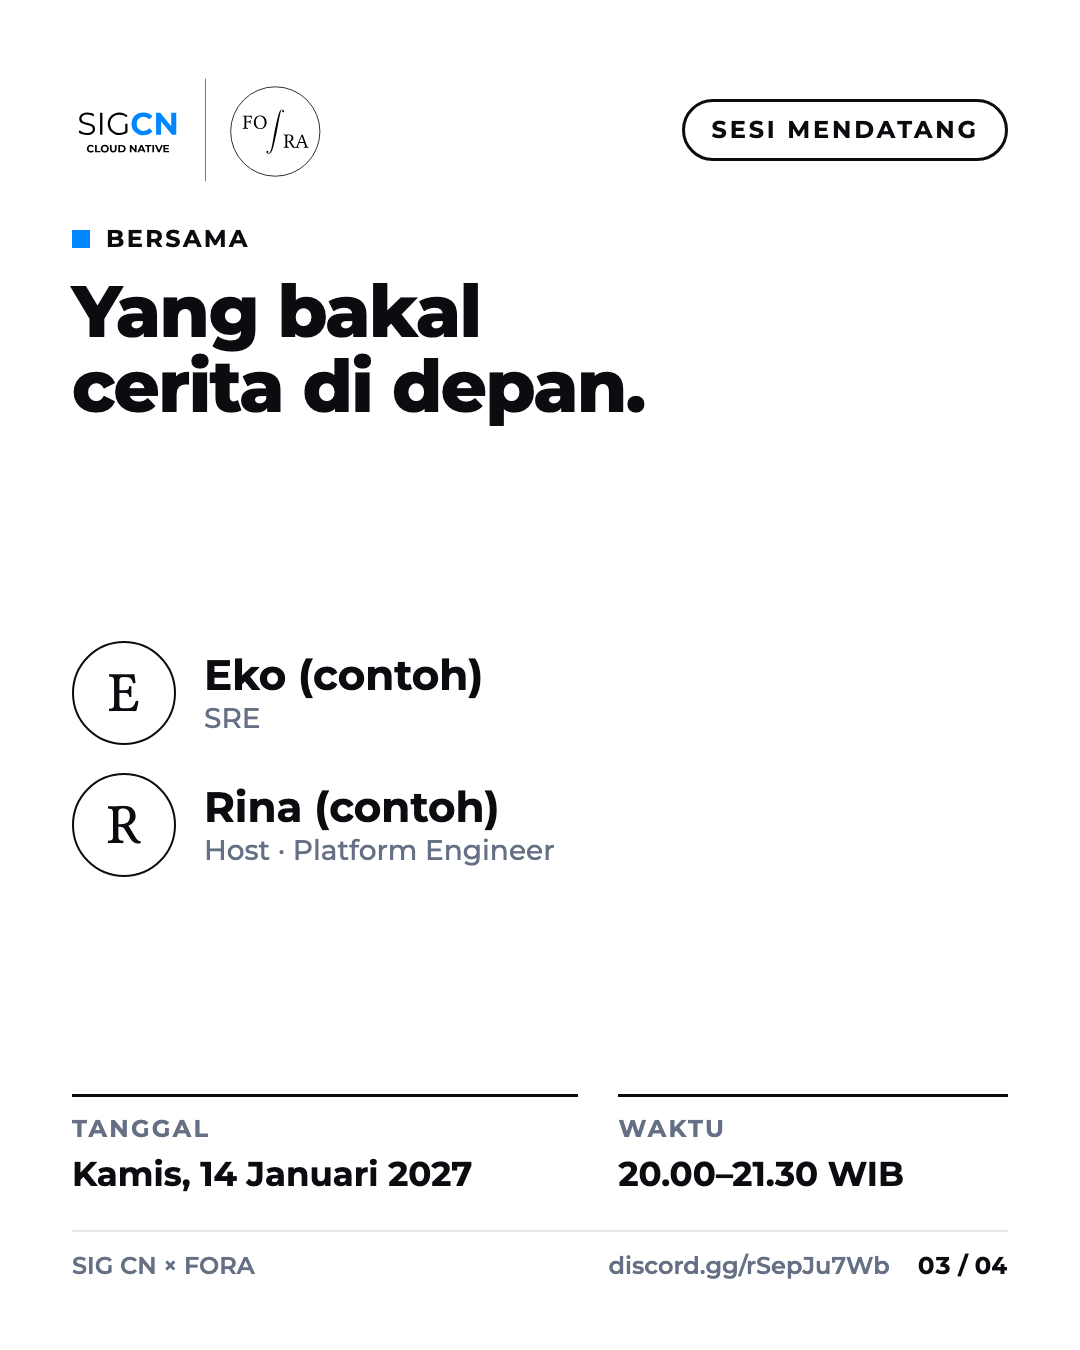 SIGCN
CLOUD NATIVE
FO∫RA
SESI MENDATANG
BERSAMA
Yang bakal
cerita di depan.
E
Eko (contoh)
SRE
R
Rina (contoh)
Host · Platform Engineer
TANGGAL
Kamis, 14 Januari 2027
WAKTU
20.00–21.30 WIB
SIG CN × FORA
discord.gg/rSepJu7Wb
03 / 04